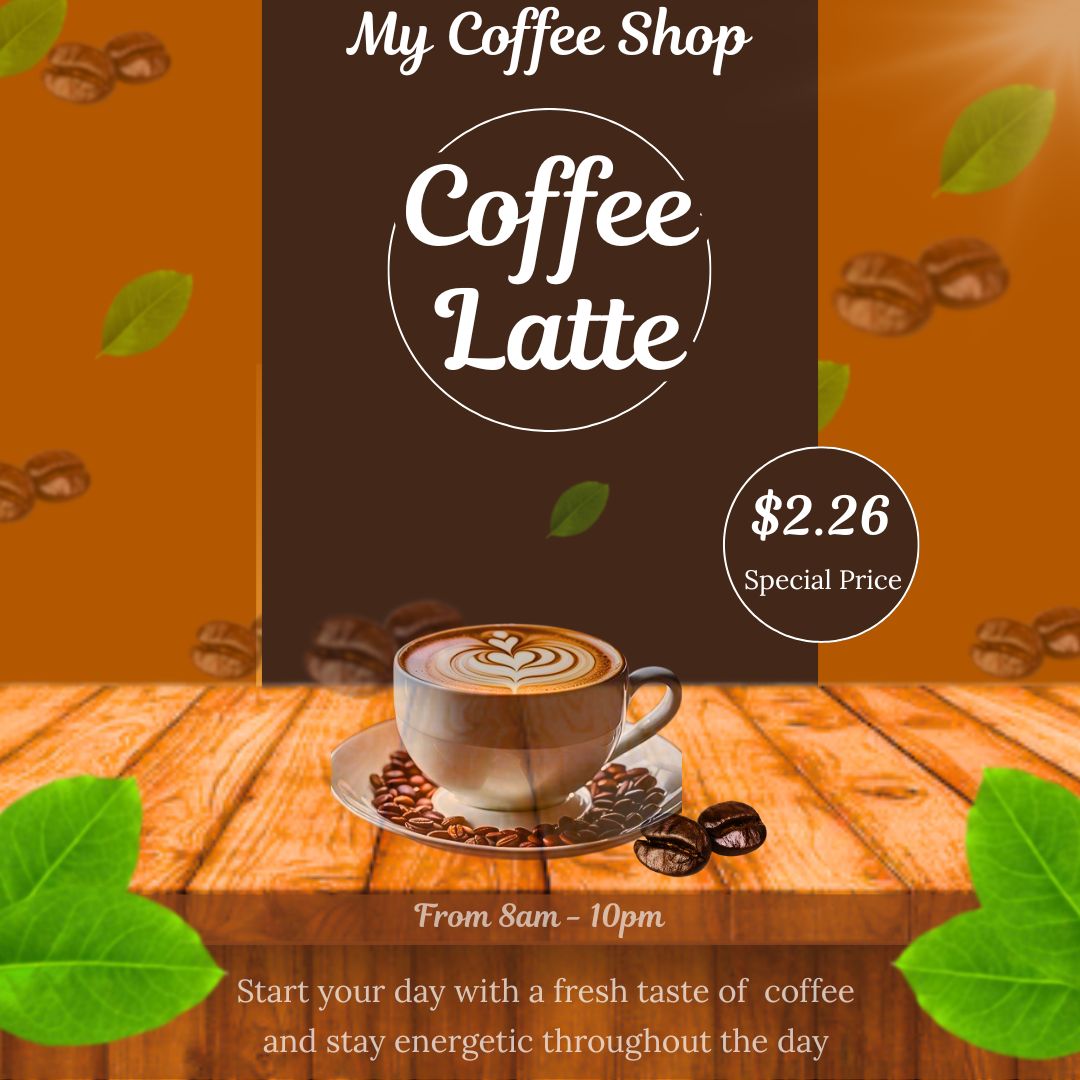 My Coffee Shop
Coffee
Latte
$2.26
Special Price
From 8am - 10pm
Start your day with a fresh taste of  coffee
and stay energetic throughout the day